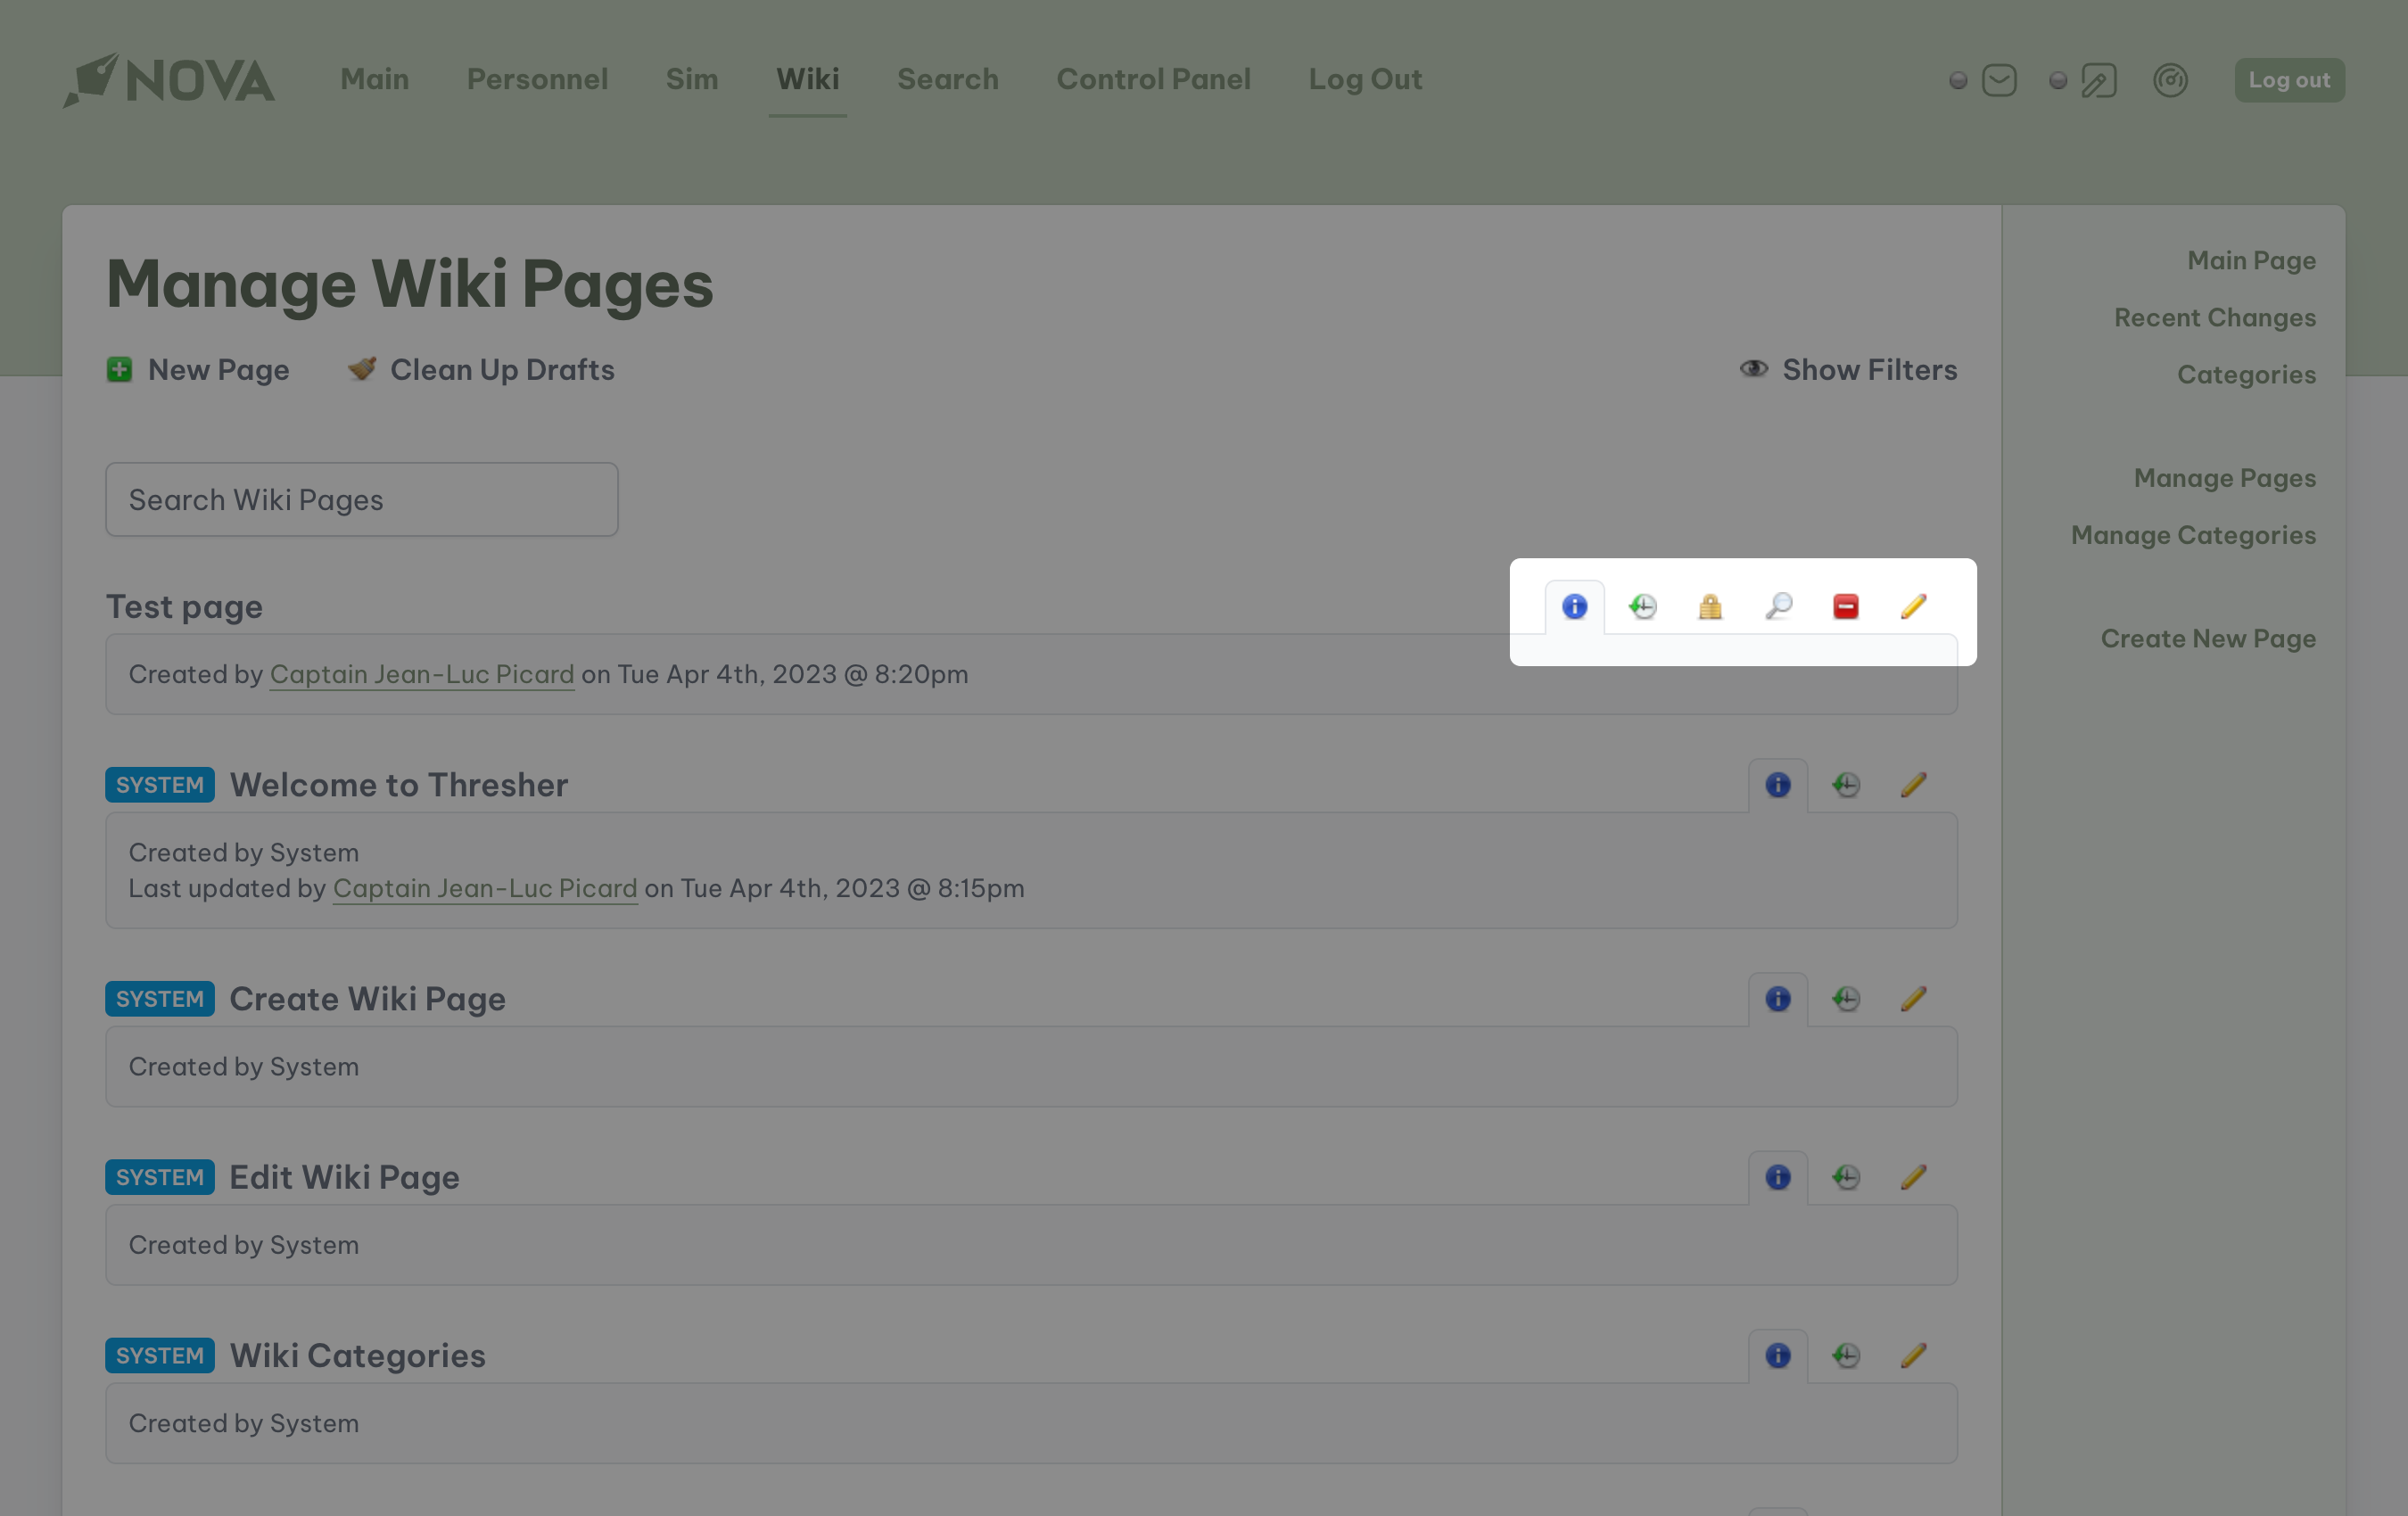 NOVA Main Personnel Sim Wiki Search Control Panel Log Out Log out
Manage Wiki Pages
New Page Clean Up Drafts Show Filters
Search Wiki Pages
Test page
Created by Captain Jean-Luc Picard on Tue Apr 4th, 2023 @ 8:20pm
SYSTEM Welcome to Thresher
Created by System
Last updated by Captain Jean-Luc Picard on Tue Apr 4th, 2023 @ 8:15pm
SYSTEM Create Wiki Page
Created by System
SYSTEM Edit Wiki Page
Created by System
SYSTEM Wiki Categories
Created by System
Main Page
Recent Changes
Categories
Manage Pages
Manage Categories
Create New Page